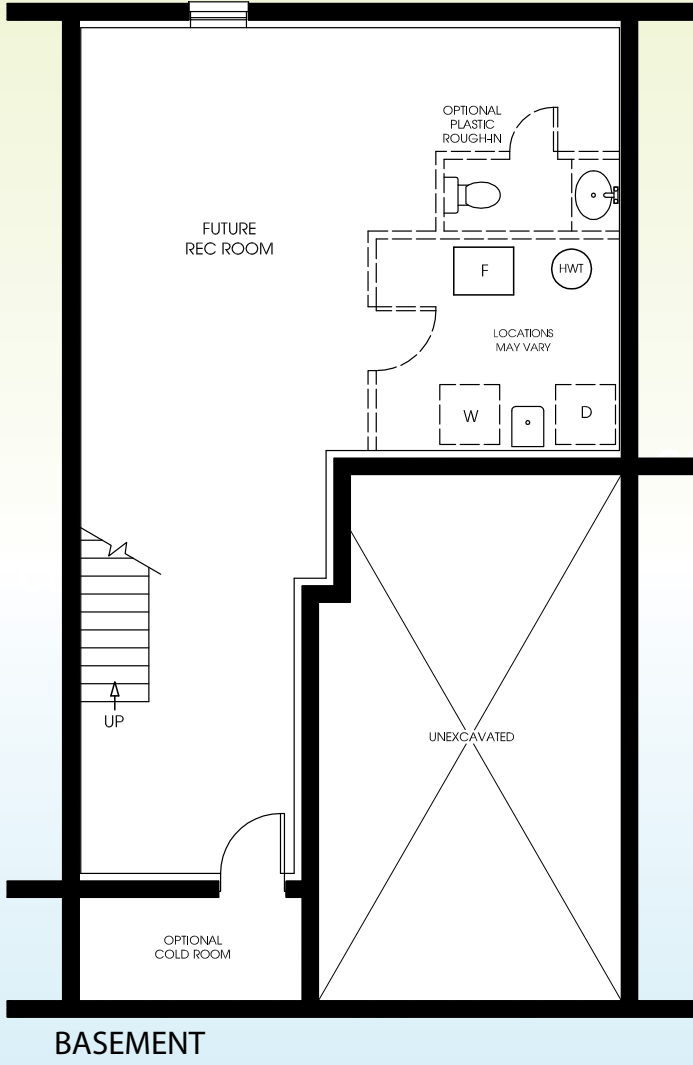 OPTIONAL
PLASTIC
ROUGH-IN
FUTURE
REC ROOM
F
HWT
LOCATIONS
MAY VARY
W
D
UP
UNEXCAVATED
OPTIONAL
COLD ROOM
BASEMENT